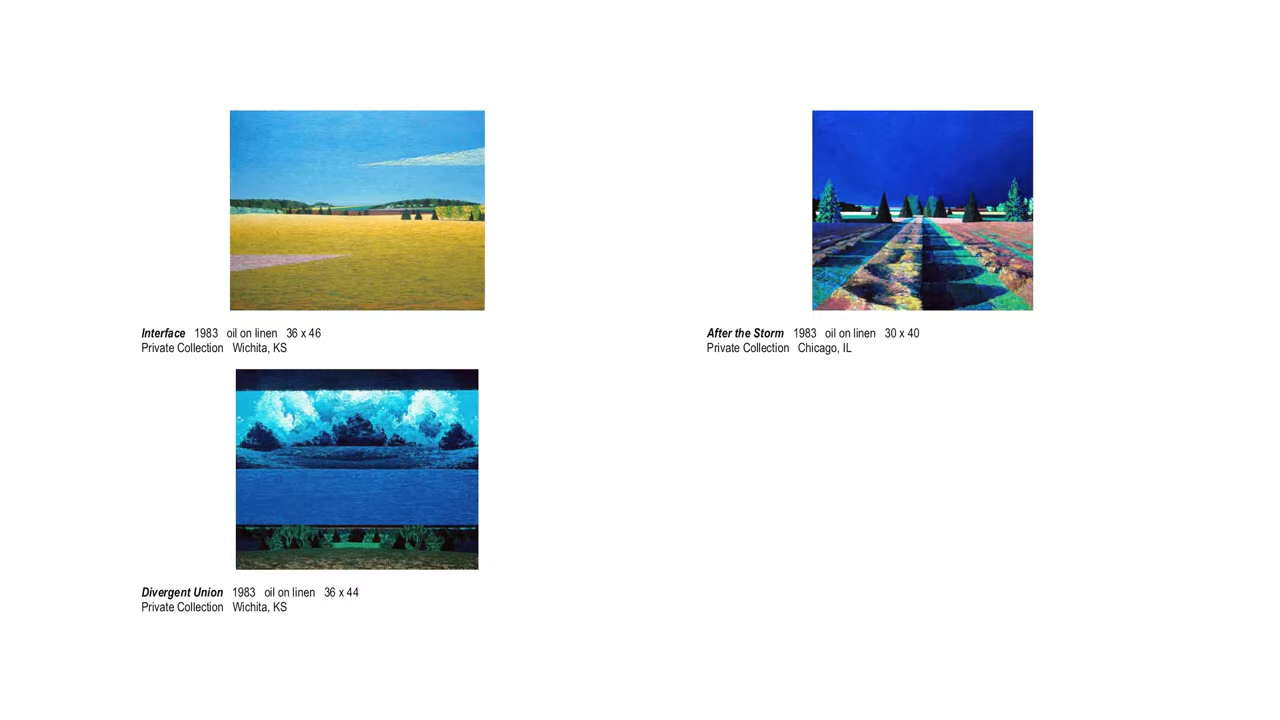 Interface 1983 oil on linen 36 x 46
Private Collection Wichita, KS
After the Storm 1983 oil on linen 30 x 40
Private Collection Chicago, IL
Divergent Union 1983 oil on linen 36 x 44
Private Collection Wichita, KS